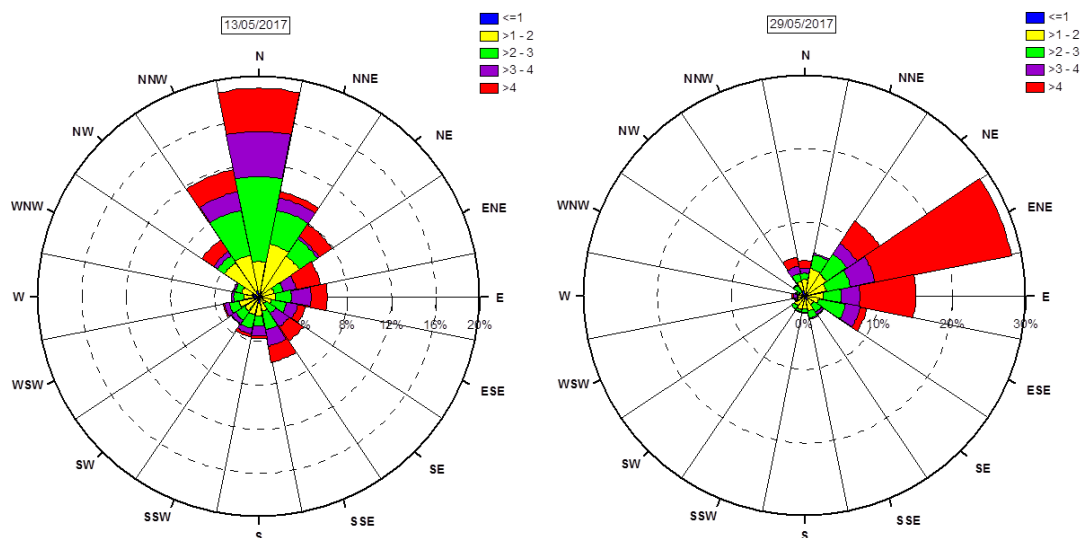 13/05/2017
<=1
>1 - 2
>2 - 3
>3 - 4
>4
N
NNW
NNE
NW
NE
WNW
ENE
W
E
4%
8%
12%
16%
20%
WSW
ESE
SW
SE
SSW
SSE
S
29/05/2017
<=1
>1 - 2
>2 - 3
>3 - 4
>4
N
NNW
NNE
NW
NE
WNW
ENE
W
E
0%
10%
20%
30%
WSW
ESE
SW
SE
SSW
SSE
S